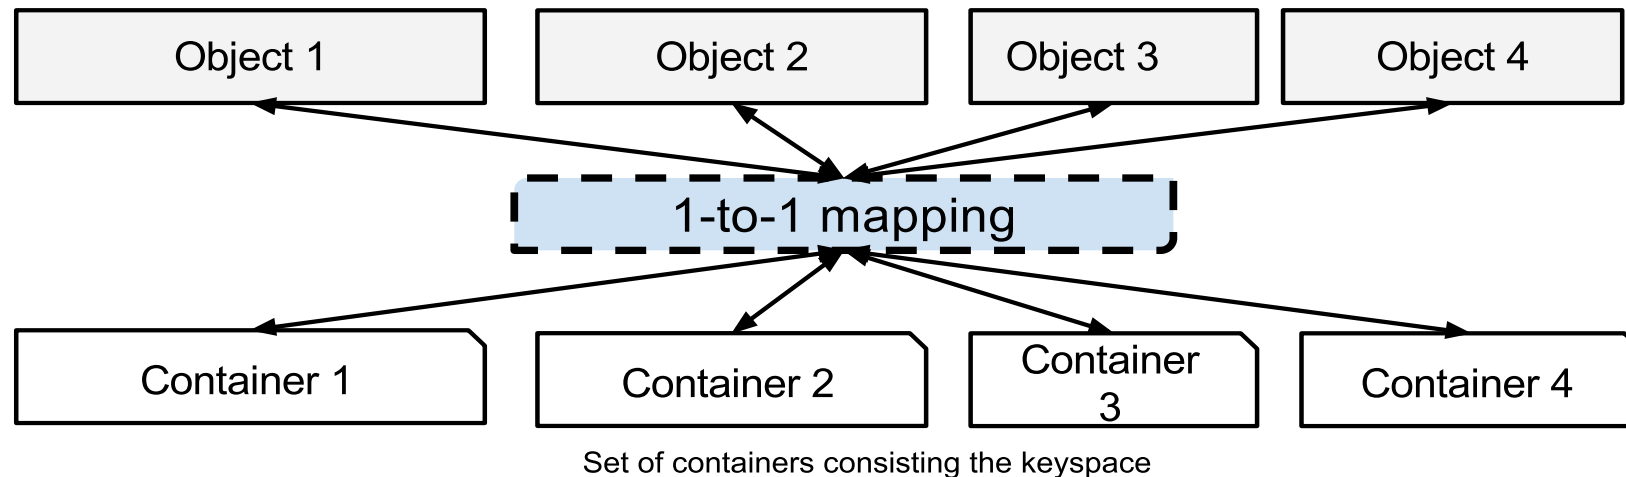 Object 1
Object 2
Object 3
Object 4
1-to-1 mapping
Container 1
Container 2
Container
3
Container 4
Set of containers consisting the keyspace